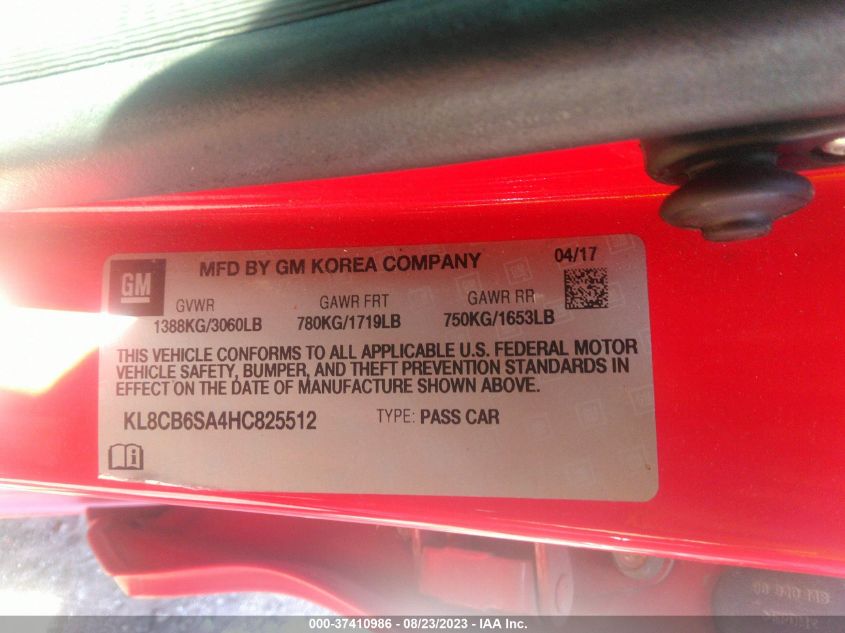 GM
MFD BY GM KOREA COMPANY
04/17
GVWR
GAWR FRT
GAWR RR
1388KG/3060LB
780KG/1719LB
750KG/1653LB
THIS VEHICLE CONFORMS TO ALL APPLICABLE U.S. FEDERAL MOTOR
VEHICLE SAFETY, BUMPER, AND THEFT PREVENTION STANDARDS IN
EFFECT ON THE DATE OF MANUFACTURE SHOWN ABOVE.
KL8CB6SA4HC825512
TYPE: PASS CAR
000-37410986 - 08/23/2023 - IAA Inc.